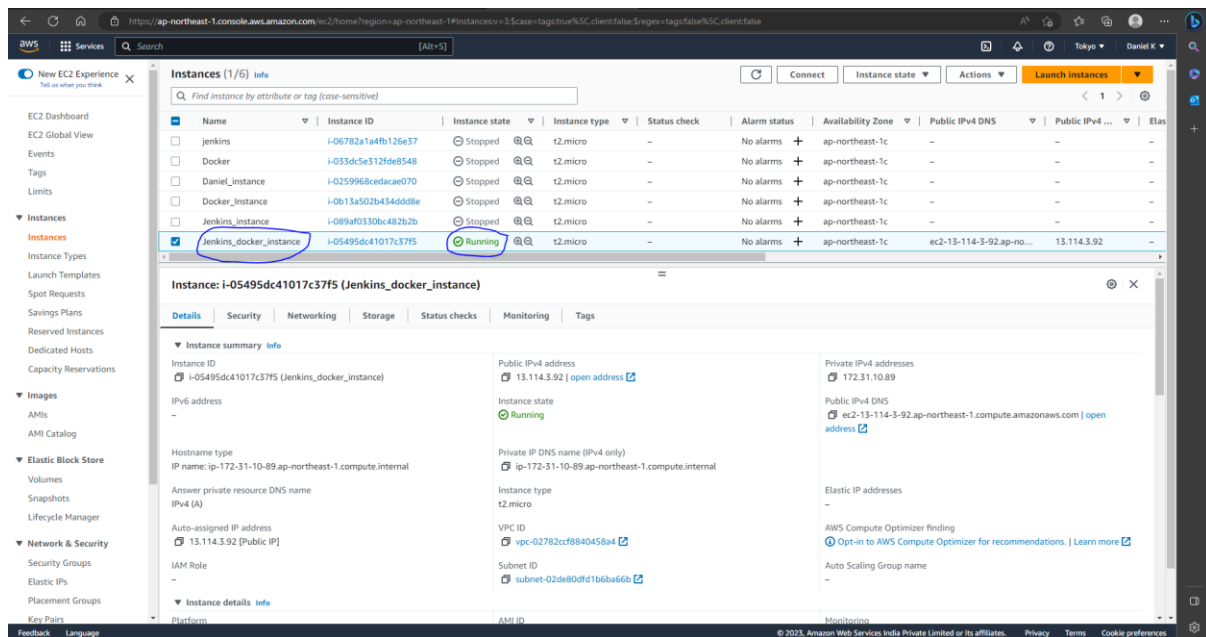 https://ap-northeast-1.console.aws.amazon.com/ec2/home?region=ap-northeast-1#Instances:v=3;$case=tags:true%5C,client:false;$regex=tags:false%5C,client:false
aws Services Search [Alt+S] Tokyo Daniel K
New EC2 Experience
Tell us what you think
EC2 Dashboard
EC2 Global View
Events
Tags
Limits
Instances
Instances
Instance Types
Launch Templates
Spot Requests
Savings Plans
Reserved Instances
Dedicated Hosts
Capacity Reservations
Images
AMIs
AMI Catalog
Elastic Block Store
Volumes
Snapshots
Lifecycle Manager
Network & Security
Security Groups
Elastic IPs
Placement Groups
Key Pairs
Instances (1/6) Info Connect Instance state Actions Launch instances
Find instance by attribute or tag (case-sensitive) 1
Name Instance ID Instance state Instance type Status check Alarm status Availability Zone Public IPv4 DNS Public IPv4 ... Elas
jenkins i-06782a1a4fb126e37 Stopped t2.micro – No alarms + ap-northeast-1c – – –
Docker i-033dc5e312fde8548 Stopped t2.micro – No alarms + ap-northeast-1c – – –
Daniel_instance i-0259968cedacae070 Stopped t2.micro – No alarms + ap-northeast-1c – – –
Docker_Instance i-0b13a502b434ddd8e Stopped t2.micro – No alarms + ap-northeast-1c – – –
Jenkins_instance i-089af0330bc482b2b Stopped t2.micro – No alarms + ap-northeast-1c – – –
Jenkins_docker_instance i-05495dc41017c37f5 Running t2.micro – No alarms + ap-northeast-1c ec2-13-114-3-92.ap-no... 13.114.3.92 –
Instance: i-05495dc41017c37f5 (Jenkins_docker_instance)
Details Security Networking Storage Status checks Monitoring Tags
Instance summary Info
Instance ID Public IPv4 address Private IPv4 addresses
i-05495dc41017c37f5 (Jenkins_docker_instance) 13.114.3.92 | open address 172.31.10.89
IPv6 address Instance state Public IPv4 DNS
– Running ec2-13-114-3-92.ap-northeast-1.compute.amazonaws.com | open
address
Hostname type Private IP DNS name (IPv4 only)
IP name: ip-172-31-10-89.ap-northeast-1.compute.internal ip-172-31-10-89.ap-northeast-1.compute.internal
Answer private resource DNS name Instance type Elastic IP addresses
IPv4 (A) t2.micro –
Auto-assigned IP address VPC ID AWS Compute Optimizer finding
13.114.3.92 [Public IP] vpc-02782ccf8840458a4 Opt-in to AWS Compute Optimizer for recommendations. | Learn more
IAM Role Subnet ID Auto Scaling Group name
– subnet-02de80dfd1b6ba66b –
Instance details Info
Platform AMI ID Monitoring
Feedback Language © 2023, Amazon Web Services India Private Limited or its affiliates. Privacy Terms Cookie preferences